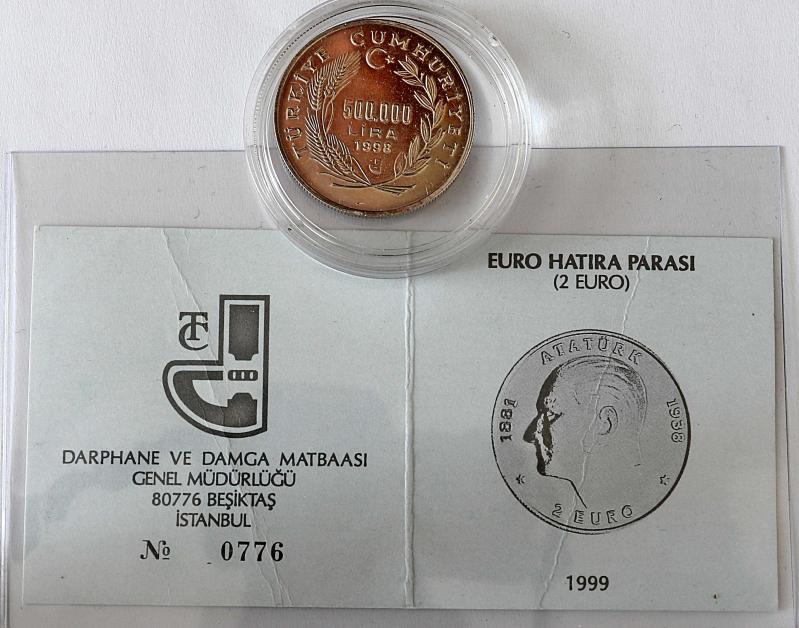 TÜRKİYE CUMHURİYETİ
500.000
LİRA
1998
TC
DARPHANE VE DAMGA MATBAASI
GENEL MÜDÜRLÜĞÜ
80776 BEŞİKTAŞ
İSTANBUL
№ 0776
EURO HATIRA PARASI
(2 EURO)
ATATÜRK
1881
1938
2 EURO
1999